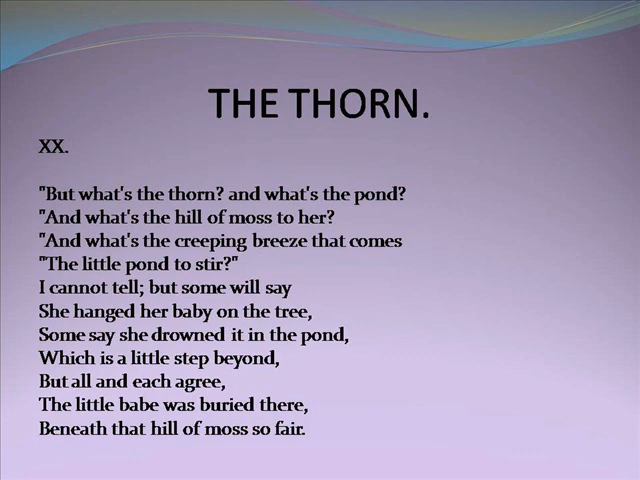 THE THORN.
XX.
"But what's the thorn? and what's the pond?
"And what's the hill of moss to her?
"And what's the creeping breeze that comes
"The little pond to stir?"
I cannot tell; but some will say
She hanged her baby on the tree,
Some say she drowned it in the pond,
Which is a little step beyond,
But all and each agree,
The little babe was buried there,
Beneath that hill of moss so fair.